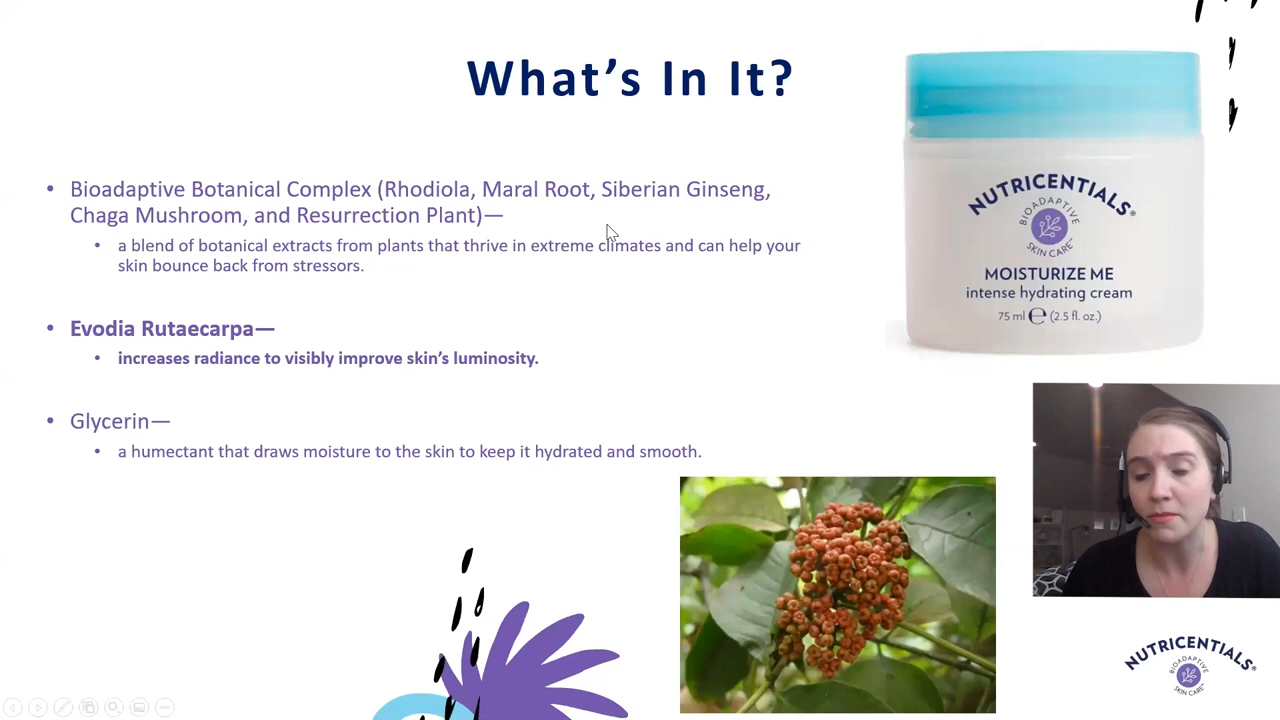 What’s In It?
• Bioadaptive Botanical Complex (Rhodiola, Maral Root, Siberian Ginseng,
Chaga Mushroom, and Resurrection Plant)—
• a blend of botanical extracts from plants that thrive in extreme climates and can help your
skin bounce back from stressors.
• Evodia Rutaecarpa—
• increases radiance to visibly improve skin’s luminosity.
• Glycerin—
• a humectant that draws moisture to the skin to keep it hydrated and smooth.
NUTRICENTIALS®
BIOADAPTIVE
SKIN CARE™
MOISTURIZE ME
intense hydrating cream
75 ml ℮ (2.5 fl. oz.)
NUTRICENTIALS®
BIOADAPTIVE
SKIN CARE™